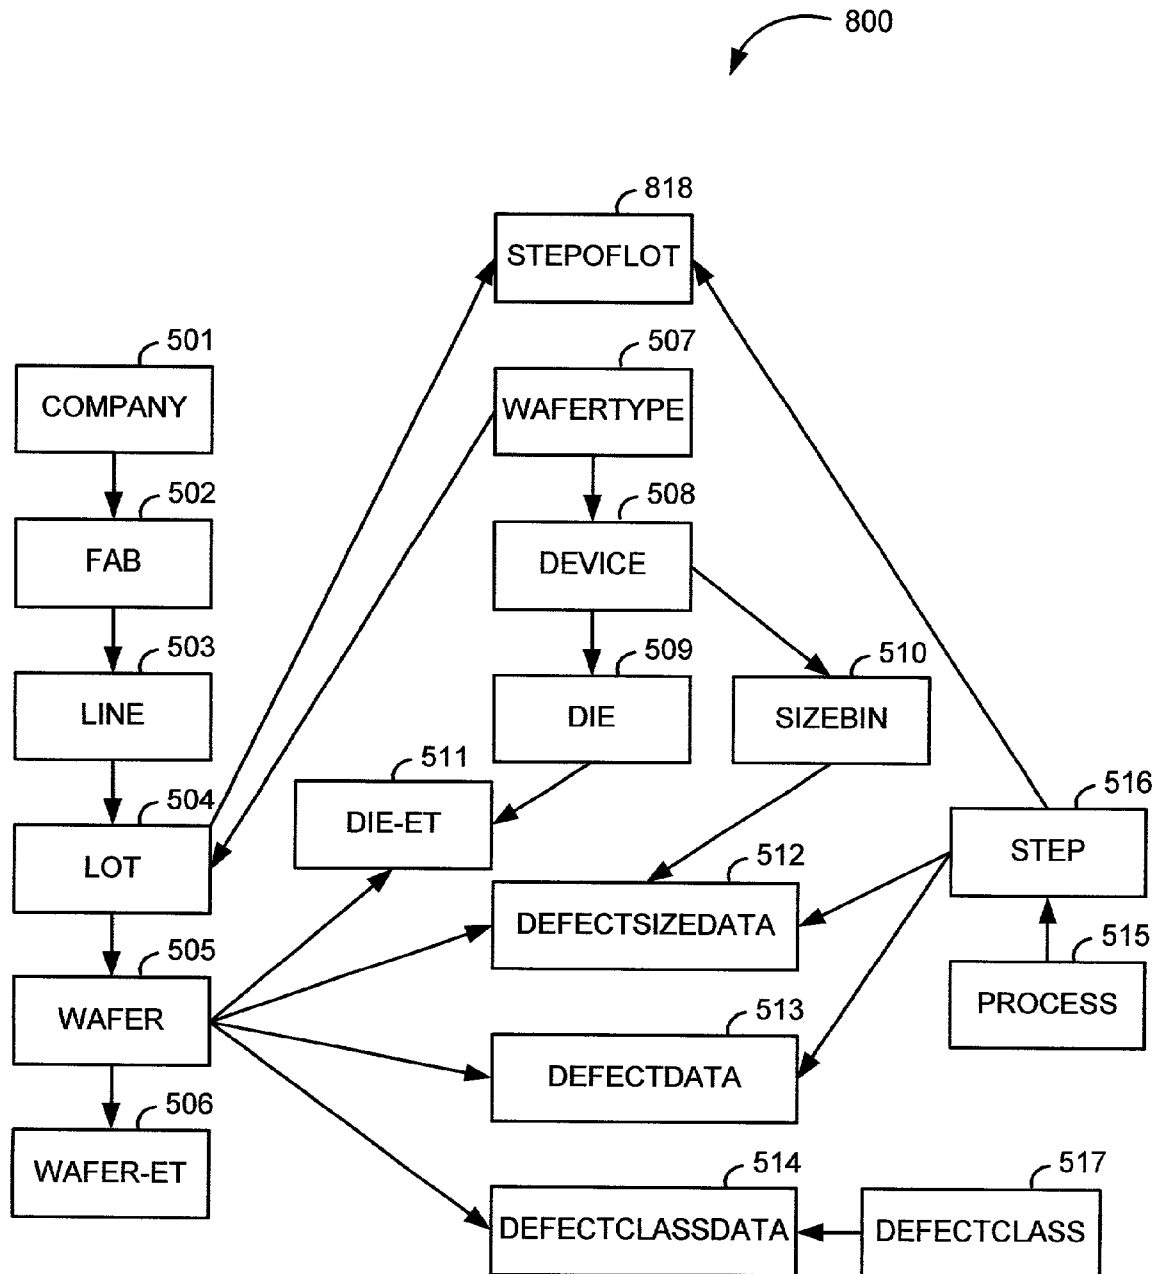 800
818
STEPOFLOT
501
COMPANY
507
WAFERTYPE
502
FAB
508
DEVICE
503
LINE
509
DIE
510
SIZEBIN
504
LOT
511
DIE-ET
516
STEP
512
DEFECTSIZEDATA
505
WAFER
515
PROCESS
513
DEFECTDATA
506
WAFER-ET
514
DEFECTCLASSDATA
517
DEFECTCLASS